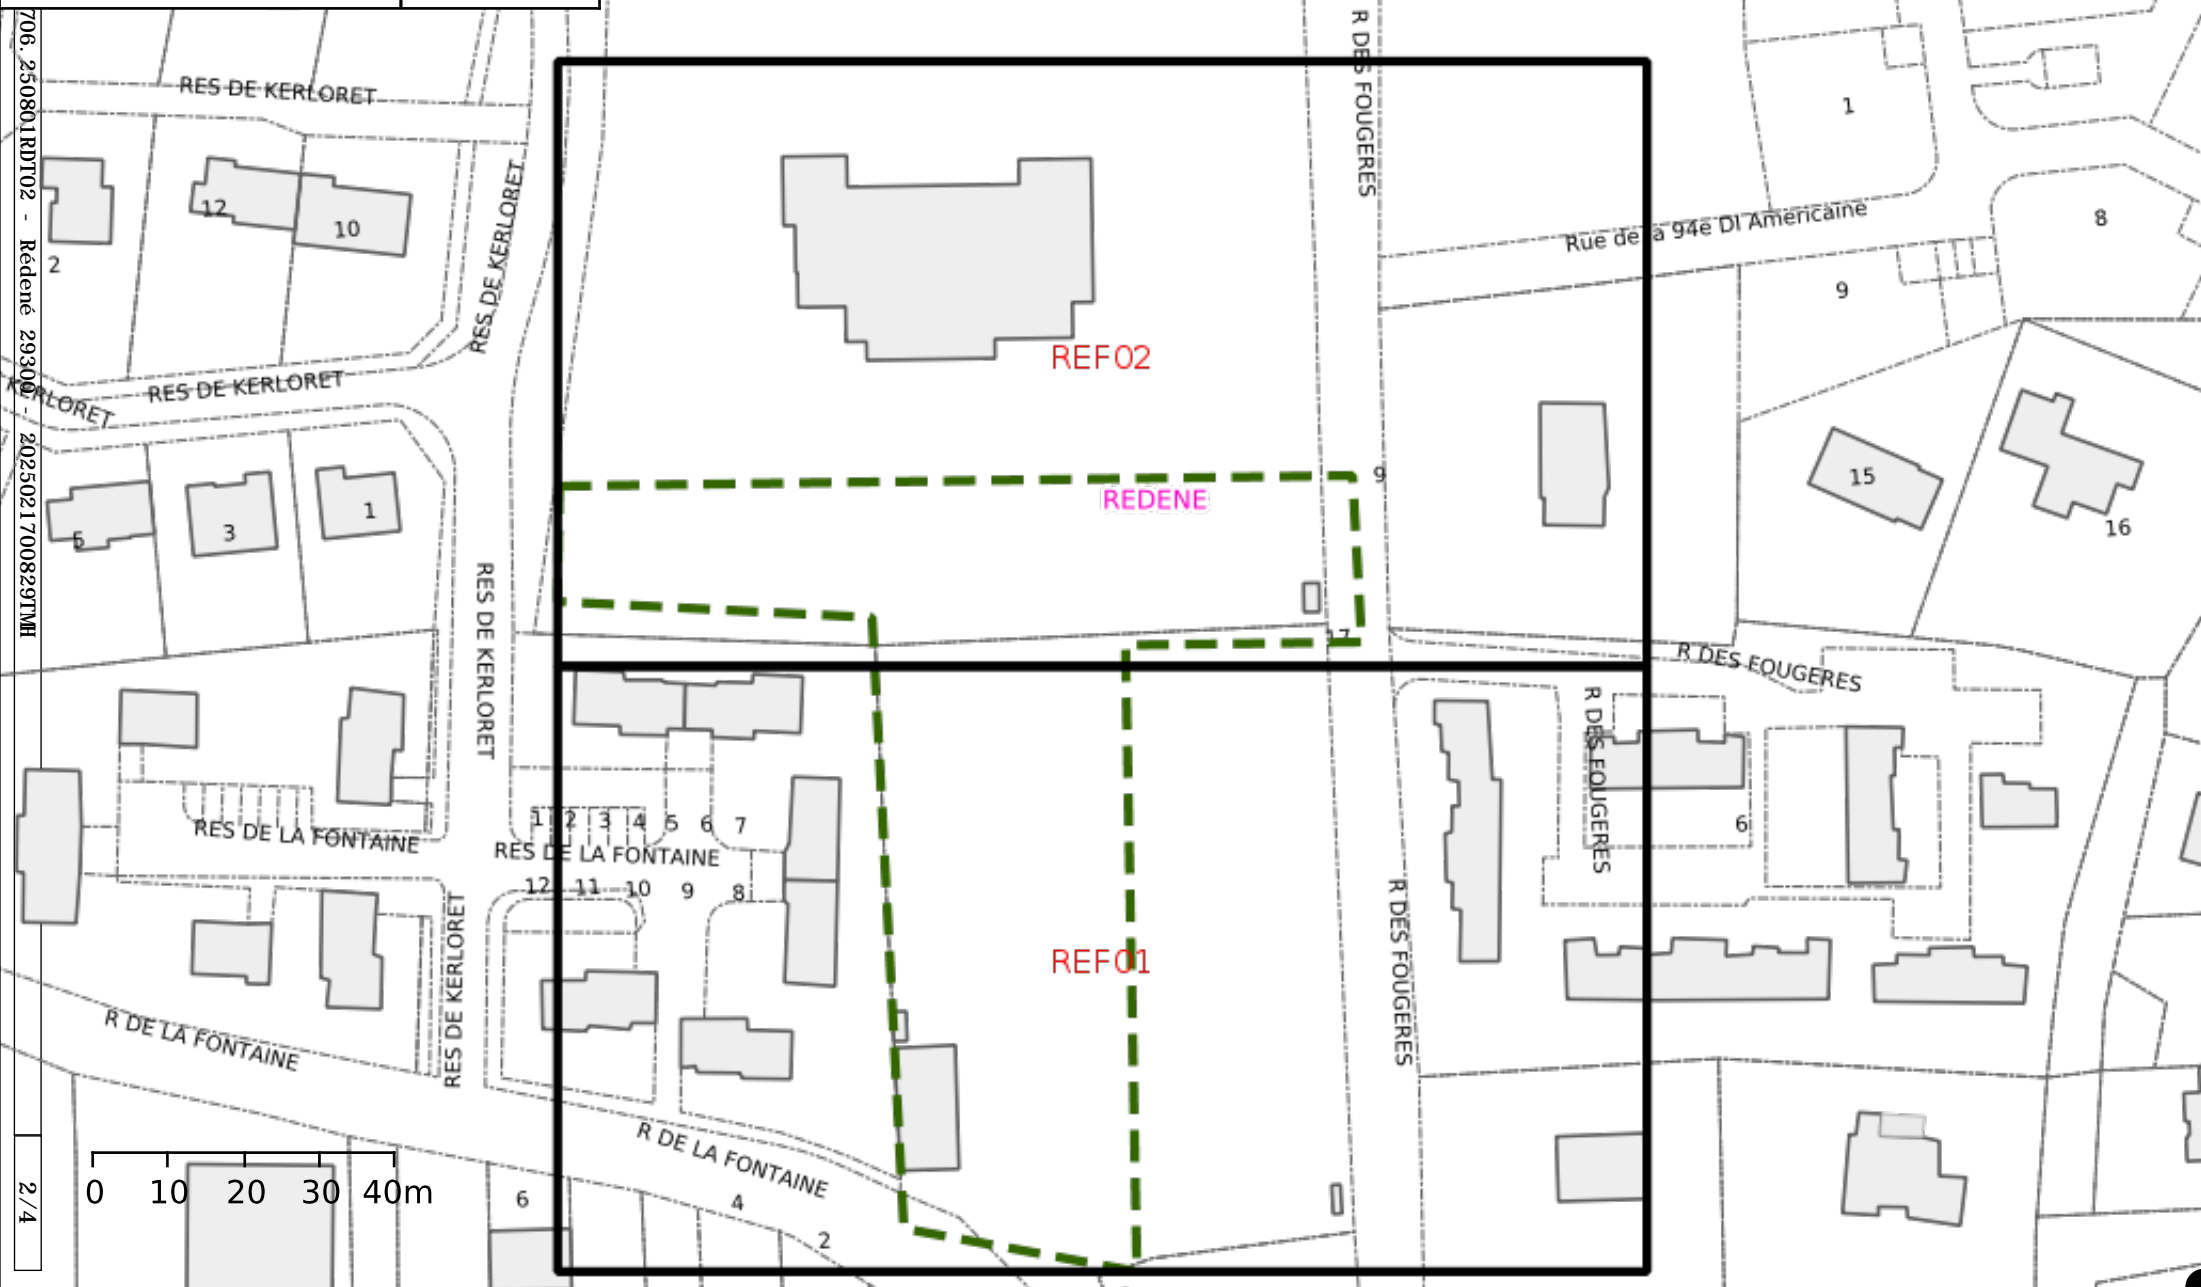 706. 250801RDT02 - Rédené 29300 - 2025021700829TMH
2/4
RES DE KERLORET
R DES FOUGERES
1
RES DE KERLORET
12
10
2
Rue de la 94e DI Américaine
8
9
REF02
RES DE KERLORET
KERLORET
9
REDENE
15
16
1
3
5
RES DE KERLORET
17
R DES FOUGERES
R DES FOUGERES
1 2 3 4 5 6 7
6
RES DE LA FONTAINE
RES DE LA FONTAINE
12 11 10 9 8
RES DE KERLORET
R DES FOUGERES
REF01
R DE LA FONTAINE
R DE LA FONTAINE
0 10 20 30 40m
6
4
2